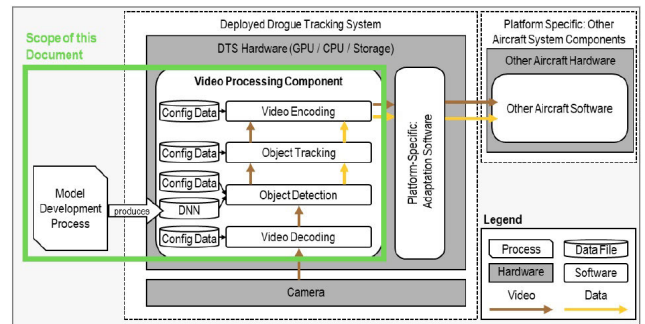 Deployed Drogue Tracking System
Platform Specific: Other
Aircraft System Components
Scope of this
Document
DTS Hardware (GPU / CPU / Storage)
Other Aircraft Hardware
Video Processing Component
Config Data
Video Encoding
Other Aircraft Software
Config Data
Object Tracking
Platform-Specific:
Adaptation Software
Config Data
Model
Development
Process
produces
DNN
Object Detection
Config Data
Video Decoding
Camera
Legend
Process
Data File
Hardware
Software
Video
Data